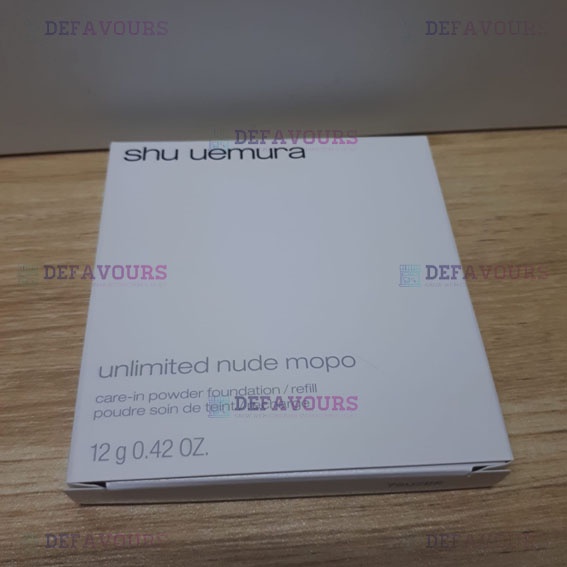 DEFAVOURS
DEFAVOURS
DEFAVOURS
shu uemura
DEFAVOURS
DEFAVOURS
unlimited nude mopo
care-in powder foundation / refill
poudre soin de teint / recharge
DEFAVOURS
12 g 0.42 OZ.
DEFAVOURS
DEFAVOURS